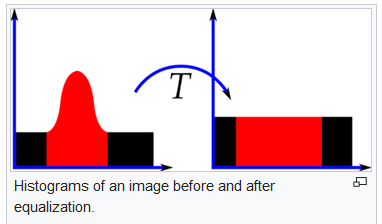 T
Histograms of an image before and after
equalization.